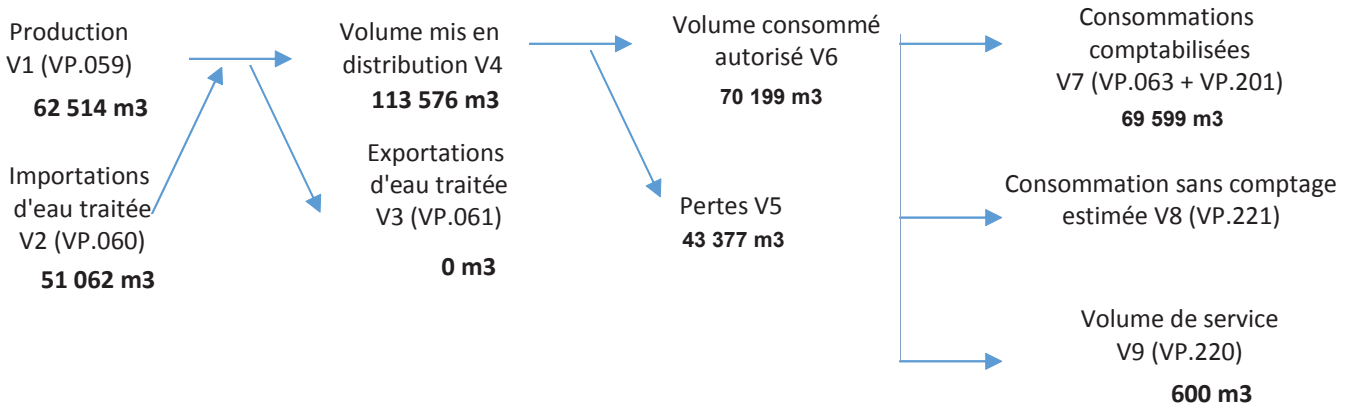 Production
V1 (VP.059)
62 514 m3
Importations
d'eau traitée
V2 (VP.060)
51 062 m3
Volume mis en
distribution V4
113 576 m3
Exportations
d'eau traitée
V3 (VP.061)
0 m3
Volume consommé
autorisé V6
70 199 m3
Pertes V5
43 377 m3
Consommations
comptabilisées
V7 (VP.063 + VP.201)
69 599 m3
Consommation sans comptage
estimée V8 (VP.221)
Volume de service
V9 (VP.220)
600 m3